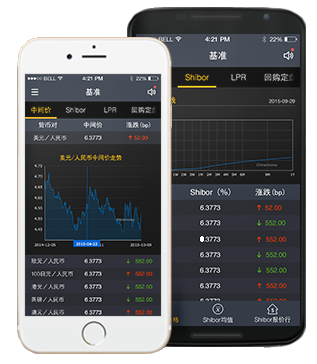 ●●●○○ BELL 4:21 PM 22%
基准
中间价 Shibor LPR 回购定
货币对 中间价 涨跌 (bp)
美元／人民币 6.3773 ↑ 52.00
美元/人民币中间价走势
4.75
4.70
4.65
4.60
4.55
4.50
4.45
4.40
2014-12-05 2015-04-22 2015-10-09
欧元／人民币 6.3773 ↓ 552.00
100日元／人民币 6.3773 ↑ 52.00
港元／人民币 6.3773 ↓ 552.00
英镑／人民币 6.3773 ↓ 552.00
澳元／人民币 6.3773 ↑ 52.00
BELL 4:21 PM 22%
基准
Shibor LPR 回购定
线 2015-09-29
Shibor（%） 涨跌 (bp)
6.3773 ↑ 52.00
6.3773 ↓ 552.00
6.3773 ↑ 52.00
6.3773 ↓ 552.00
6.3773 ↓ 552.00
6.3773 ↑ 52.00
6.3773 ↓ 552.00
Shibor均值 Shibor报价行